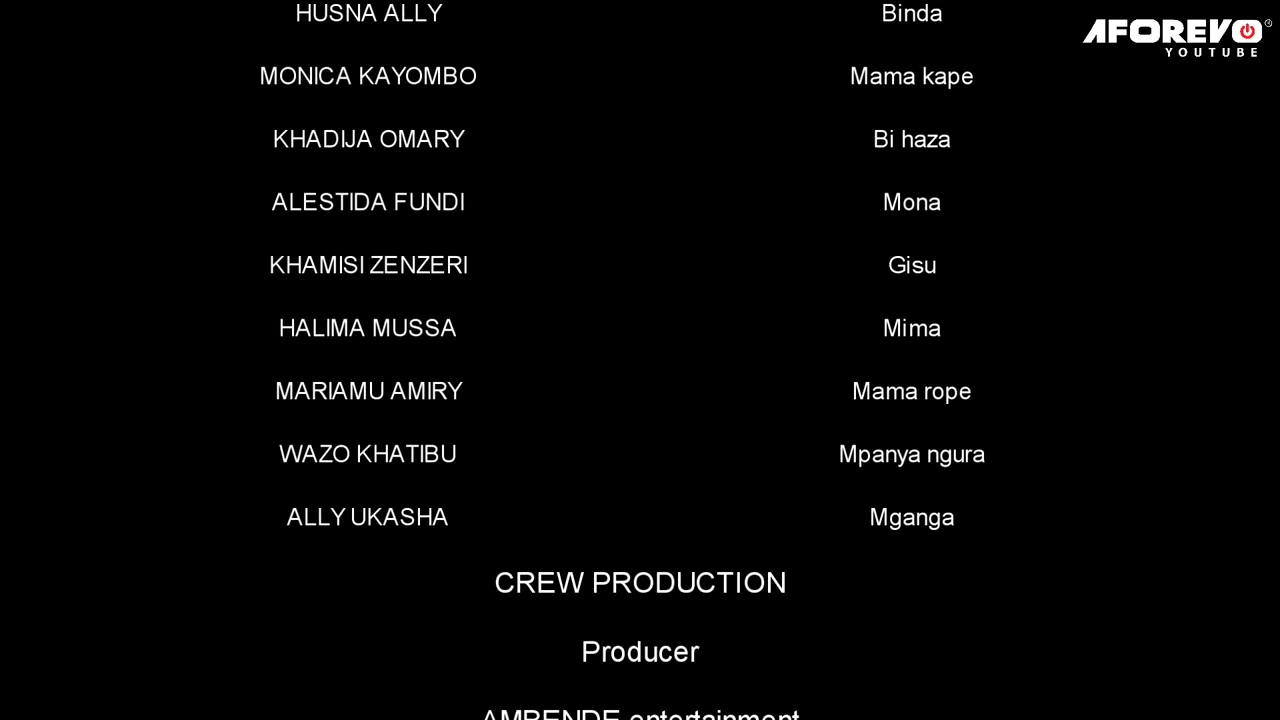 HUSNA ALLY Binda
AFOREVO
YOUTUBE
MONICA KAYOMBO Mama kape
KHADIJA OMARY Bi haza
ALESTIDA FUNDI Mona
KHAMISI ZENZERI Gisu
HALIMA MUSSA Mima
MARIAMU AMIRY Mama rope
WAZO KHATIBU Mpanya ngura
ALLY UKASHA Mganga
CREW PRODUCTION
Producer
entertainment